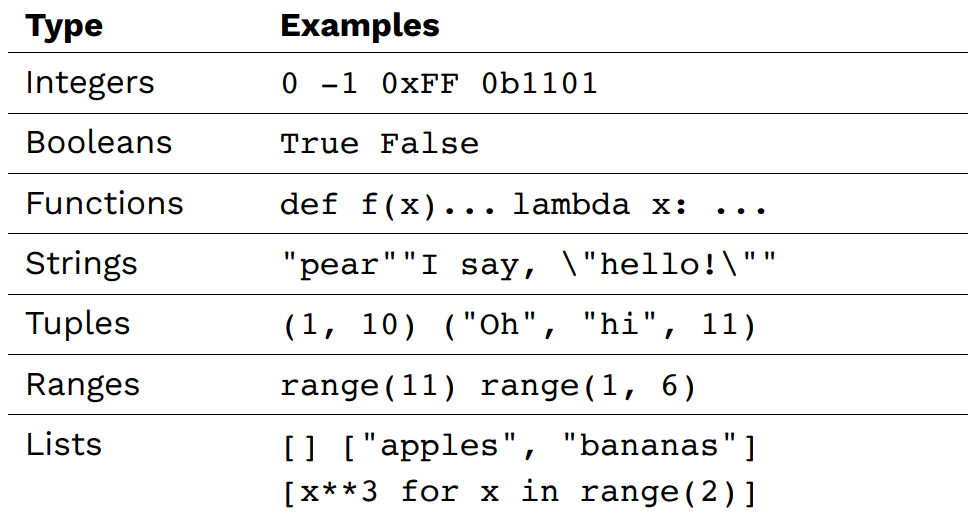 Type Examples
Integers 0 -1 0xFF 0b1101
Booleans True False
Functions def f(x)... lambda x: ...
Strings "pear""I say, \"hello!\""
Tuples (1, 10) ("Oh", "hi", 11)
Ranges range(11) range(1, 6)
Lists [] ["apples", "bananas"]
[x**3 for x in range(2)]